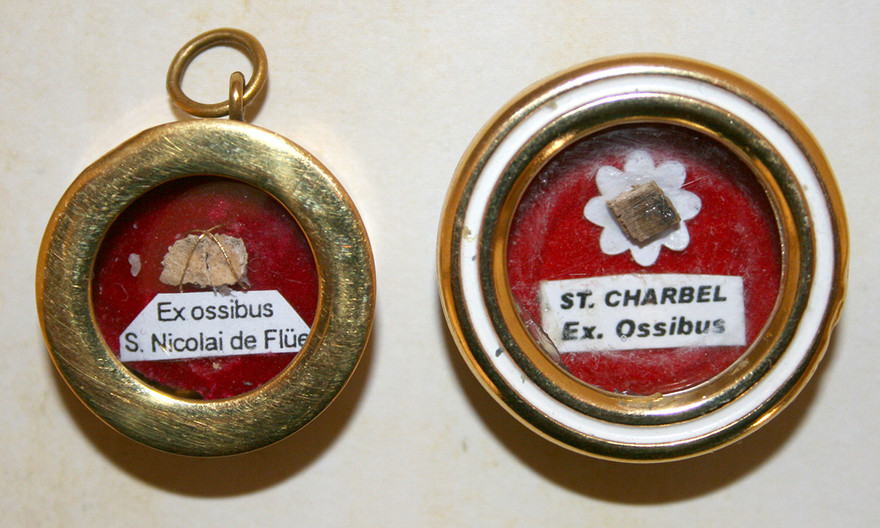 Ex ossibus
S. Nicolai de Flüe
ST. CHARBEL
Ex. Ossibus